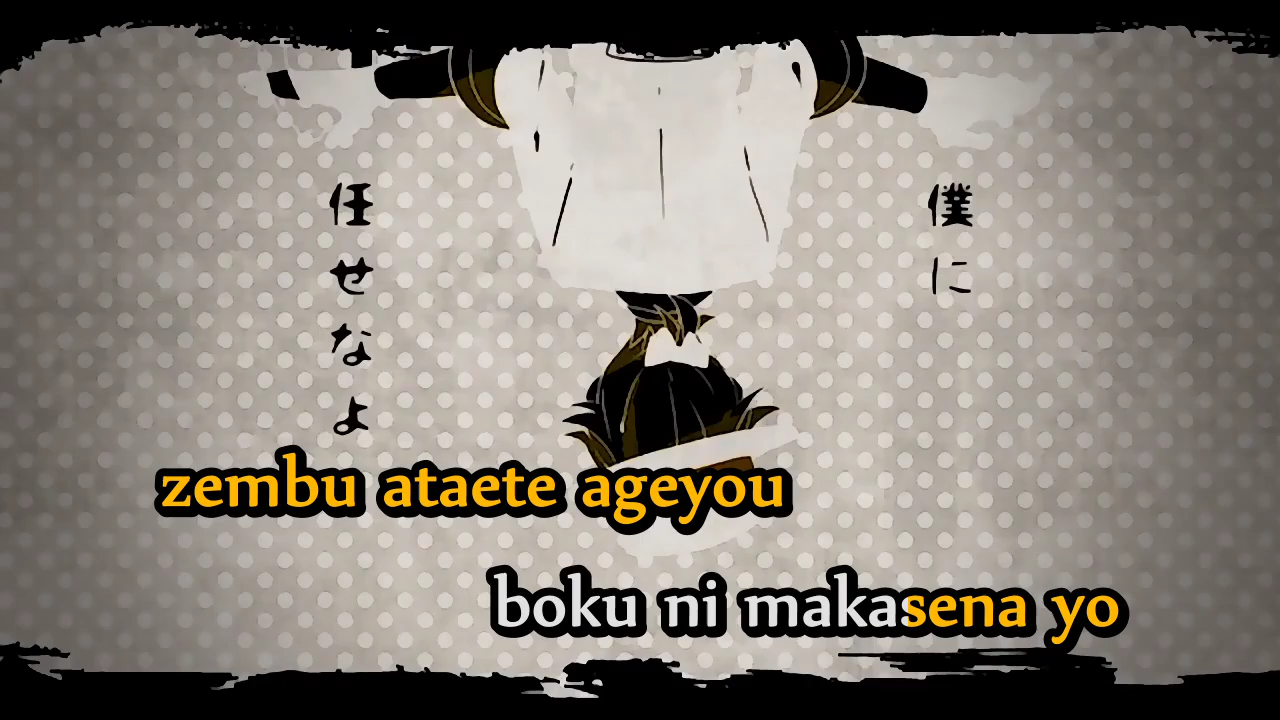 僕に
任せなよ
zembu ataete ageyou
boku ni makasena yo